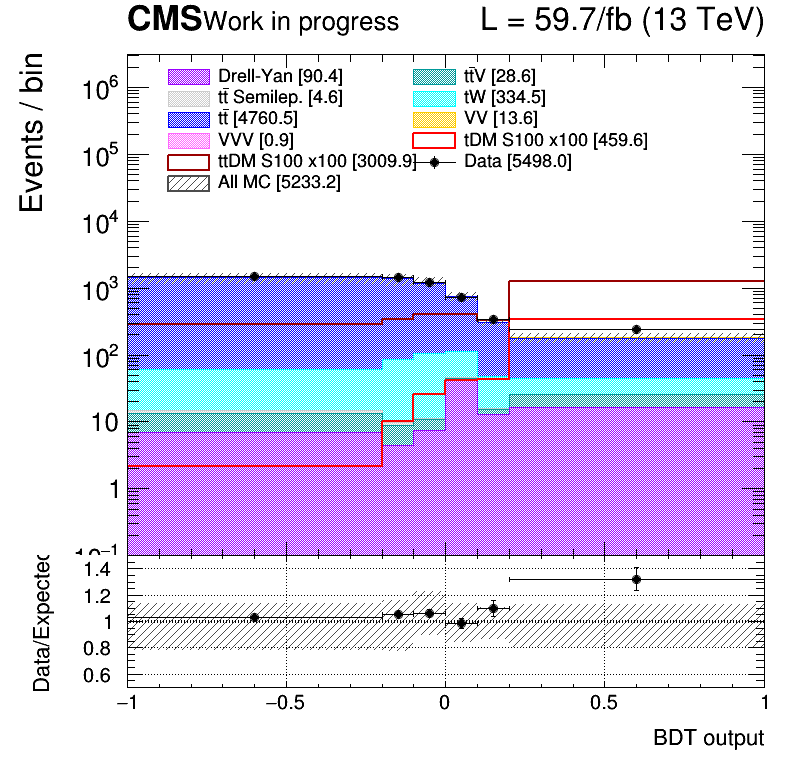 CMS Work in progress L = 59.7/fb (13 TeV)
Events / bin
Drell-Yan [90.4] tt̄V [28.6]
tt̄ Semilep. [4.6] tW [334.5]
tt̄ [4760.5] VV [13.6]
VVV [0.9] tDM S100 x100 [459.6]
ttDM S100 x100 [3009.9] Data [5498.0]
All MC [5233.2]
10⁶
10⁵
10⁴
10³
10²
10
1
10⁻¹
Data/Expected
1.4
1.2
1
0.8
0.6
−1 −0.5 0 0.5 1
BDT output